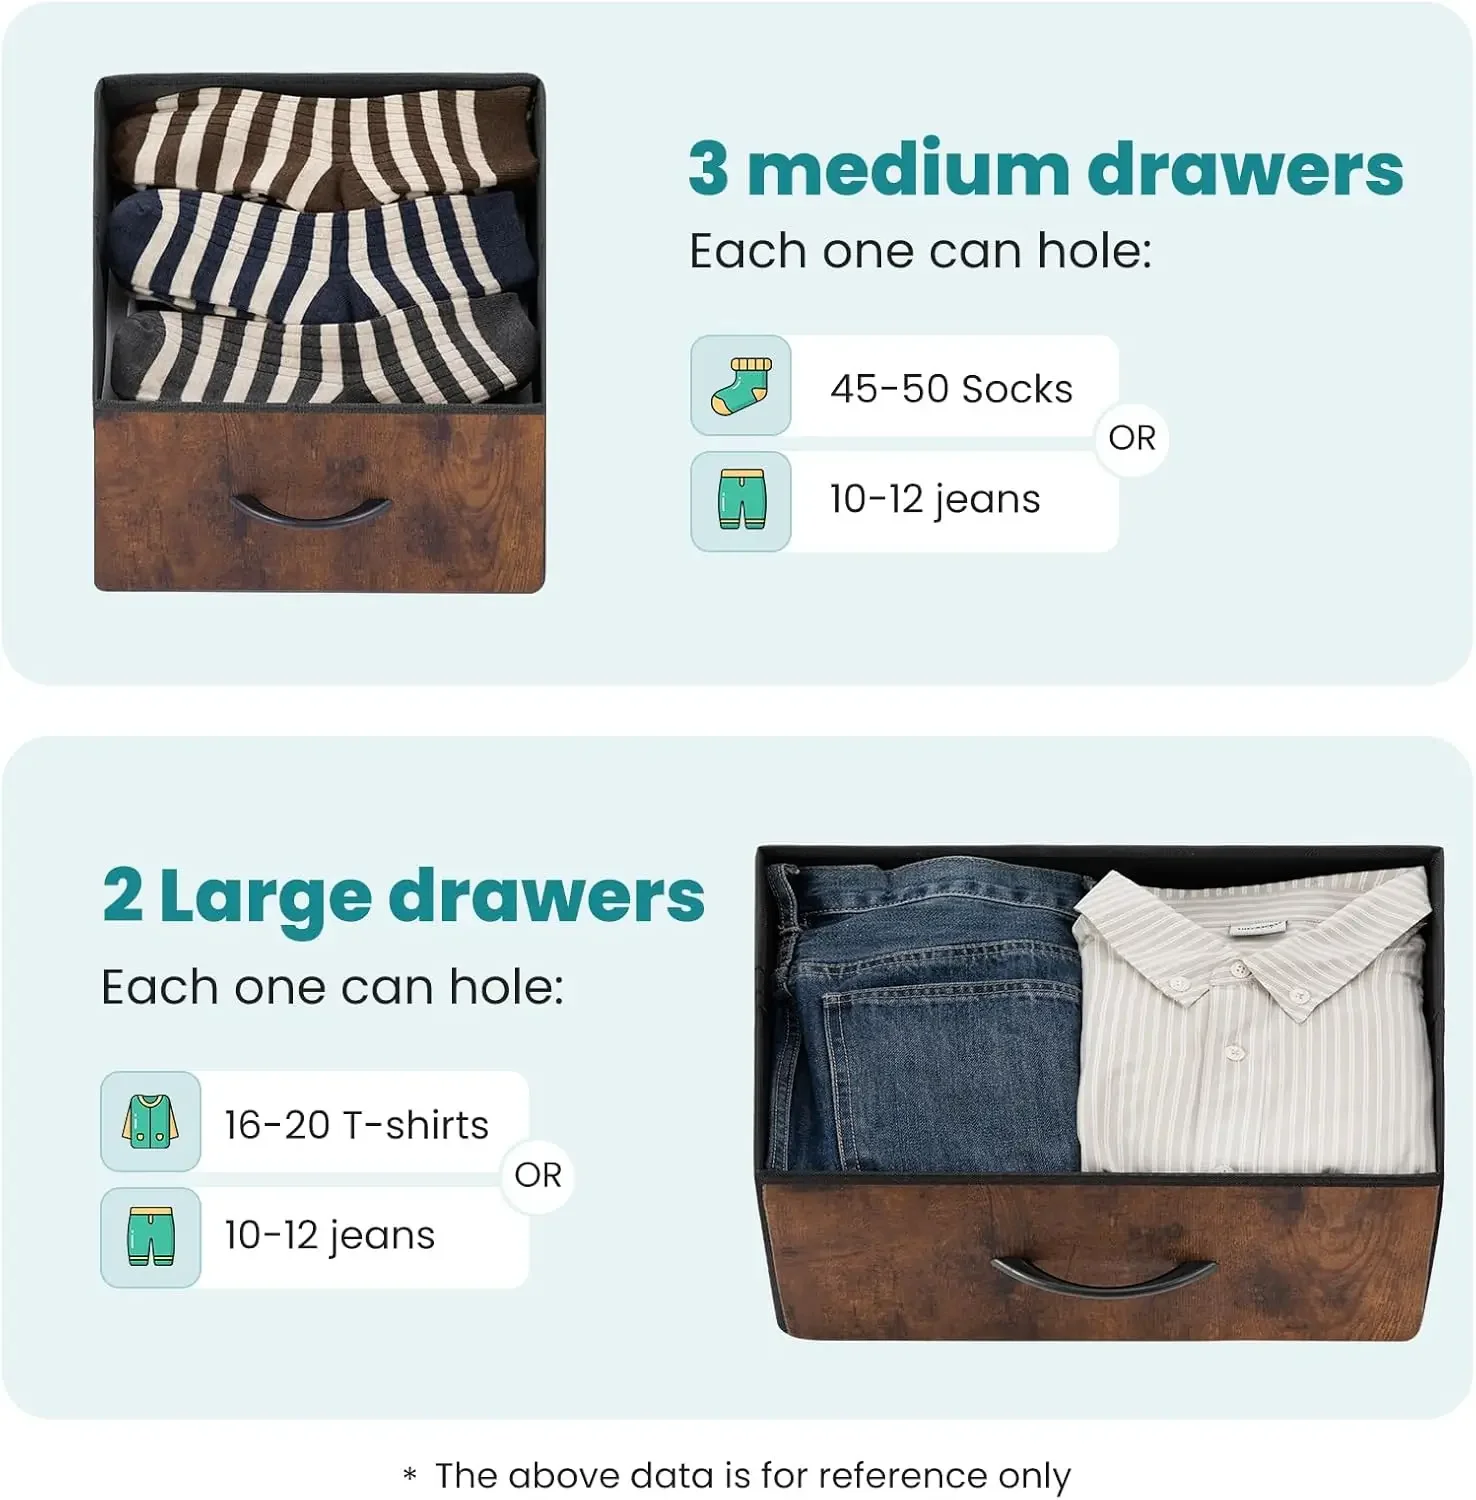 3 medium drawers
Each one can hole:
45-50 Socks
OR
10-12 jeans
2 Large drawers
Each one can hole:
16-20 T-shirts
OR
10-12 jeans
* The above data is for reference only